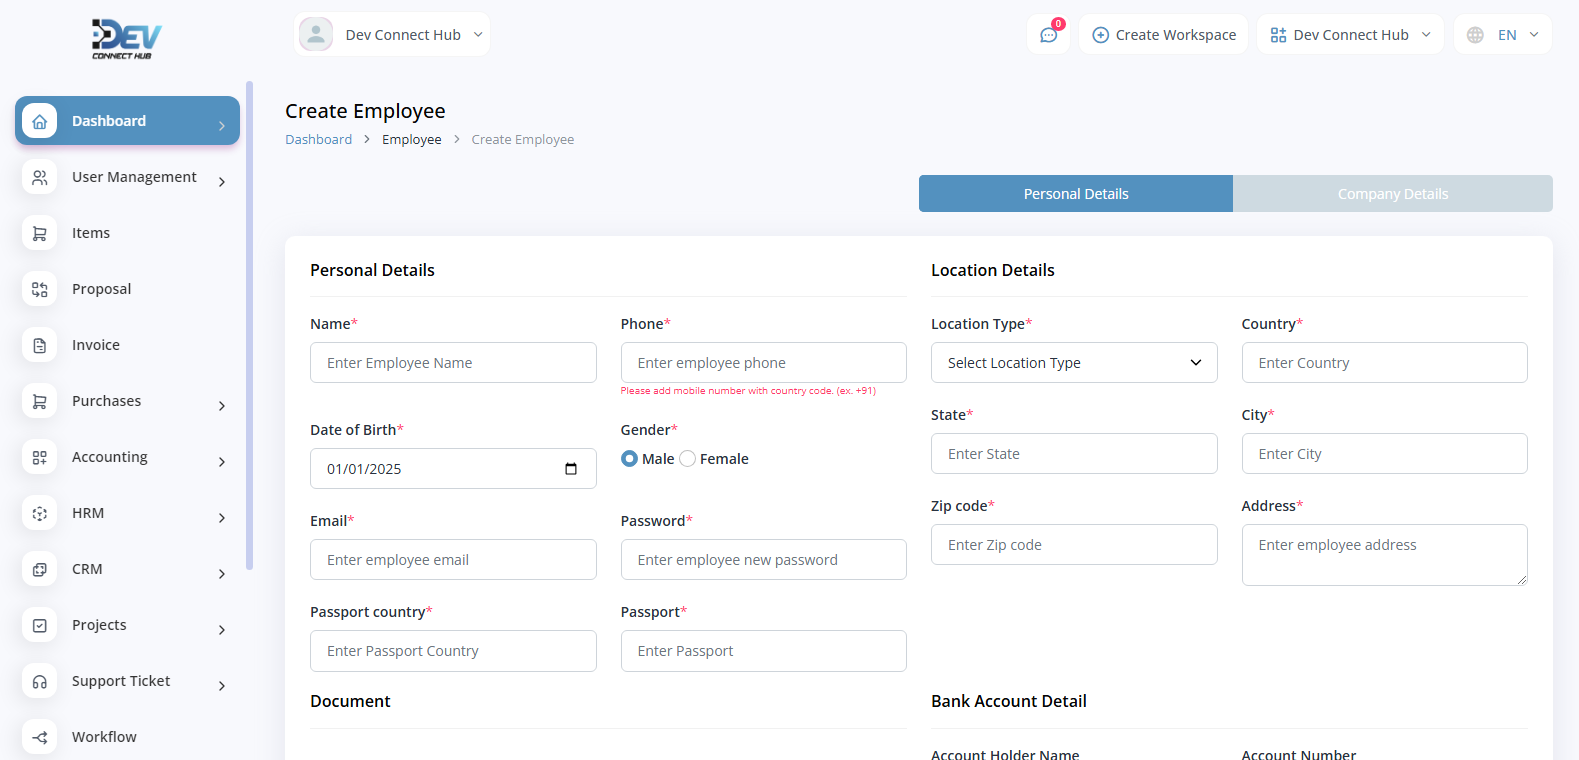 DEV
CONNECT HUB
Dev Connect Hub
0
Create Workspace
Dev Connect Hub
EN
Dashboard
User Management
Items
Proposal
Invoice
Purchases
Accounting
HRM
CRM
Projects
Support Ticket
Workflow
Create Employee
Dashboard > Employee > Create Employee
Personal Details
Company Details
Personal Details
Name*
Phone*
Enter Employee Name
Enter employee phone
Please add mobile number with country code. (ex. +91)
Date of Birth*
Gender*
01/01/2025
Male
Female
Email*
Password*
Enter employee email
Enter employee new password
Passport country*
Passport*
Enter Passport Country
Enter Passport
Location Details
Location Type*
Country*
Select Location Type
Enter Country
State*
City*
Enter State
Enter City
Zip code*
Address*
Enter Zip code
Enter employee address
Document
Bank Account Detail
Account Holder Name
Account Number